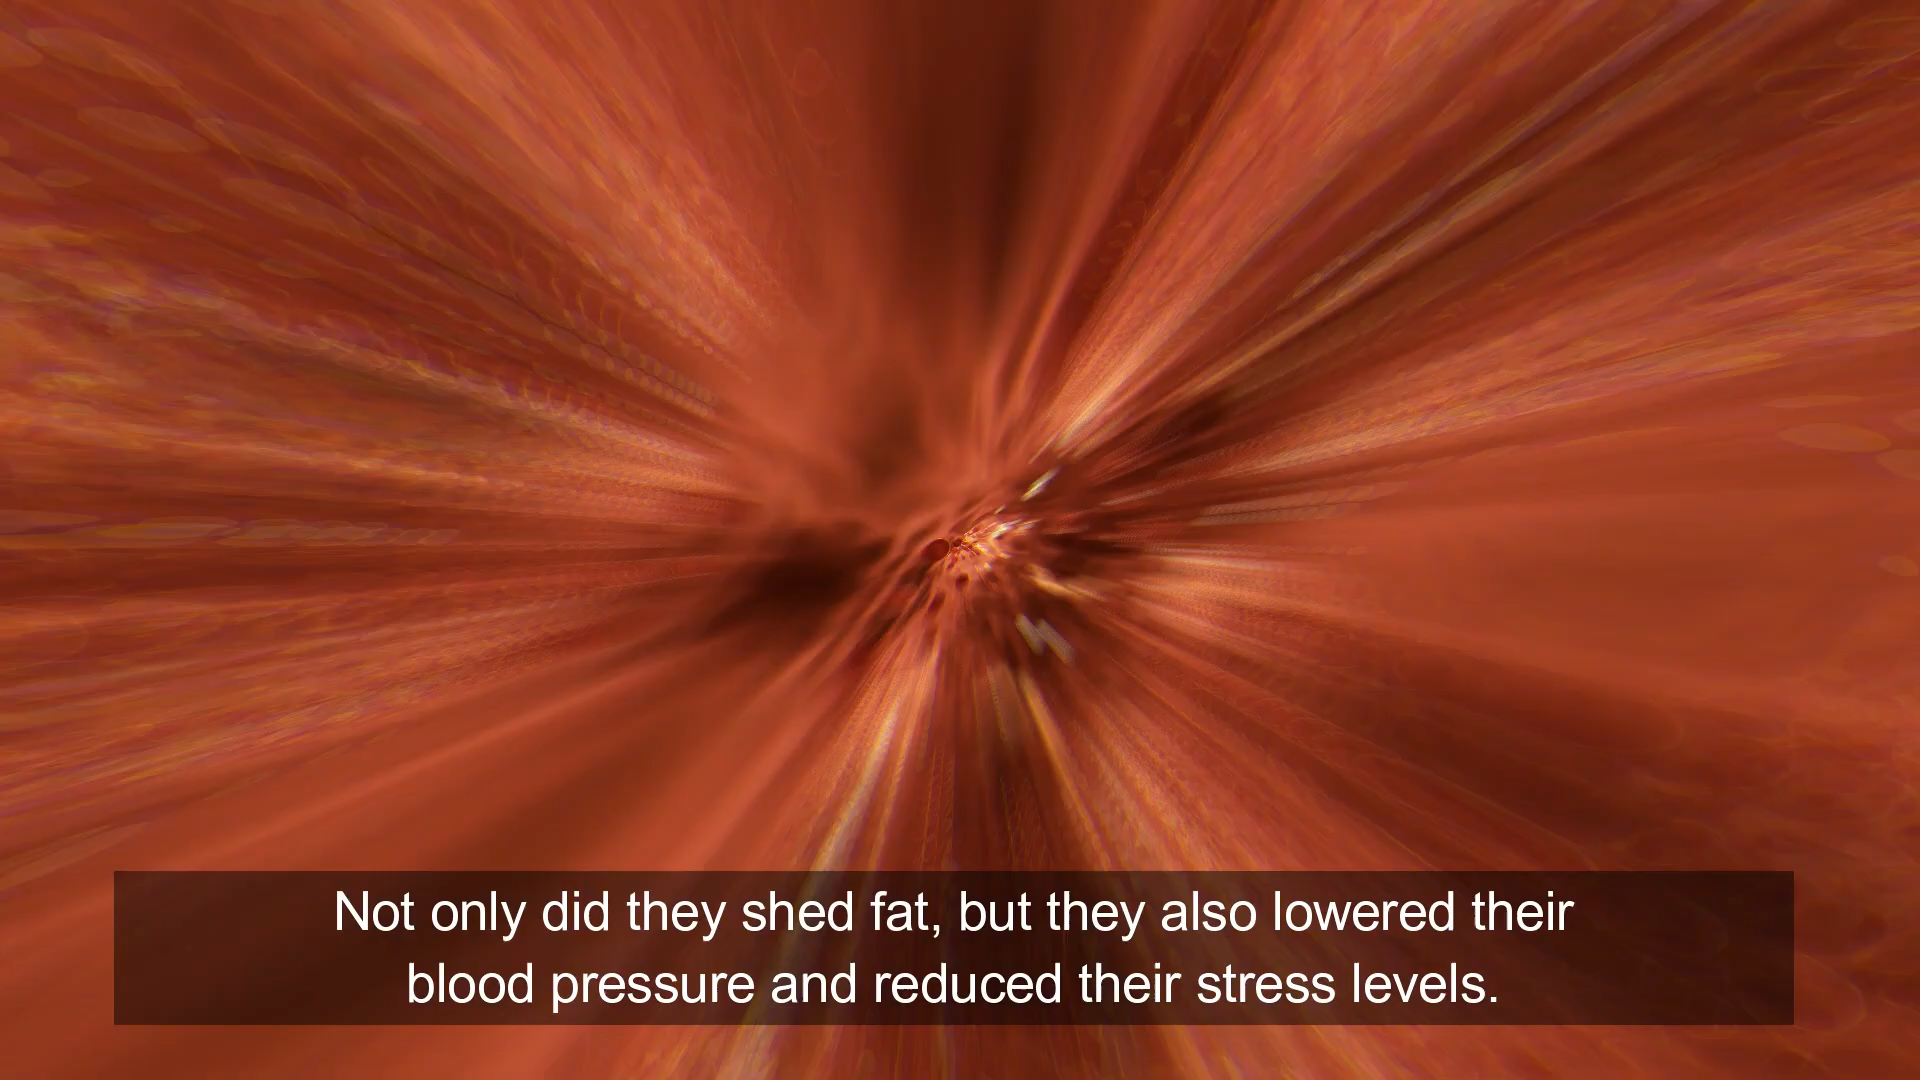 Not only did they shed fat, but they also lowered their
blood pressure and reduced their stress levels.